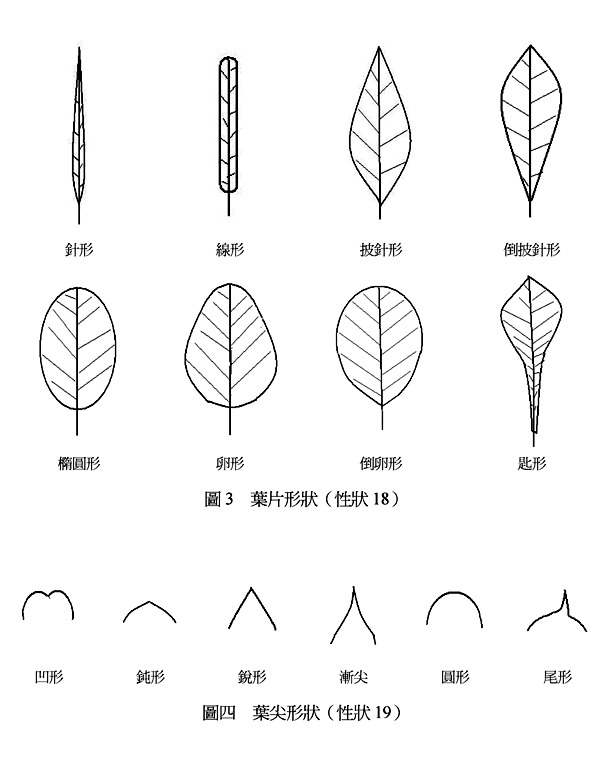 針形 線形 披針形 倒披針形
橢圓形 卵形 倒卵形 匙形
圖 3　葉片形狀（性狀 18）
凹形 鈍形 銳形 漸尖 圓形 尾形
圖四　葉尖形狀（性狀 19）